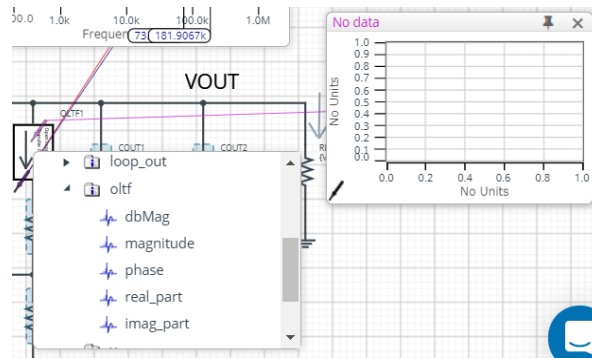 00.0 1.0k 10.0k 100.0k 1.0M
Frequen 73 181.9067k
No data
1.0
0.9
0.8
0.7
0.6
0.5
0.4
0.3
0.2
0.1
0.0
No Units
0.0 0.2 0.4 0.6 0.8 1.0
No Units
VOUT
OLTF1
COUT1
COUT2
loop_out
oltf
dbMag
magnitude
phase
real_part
imag_part